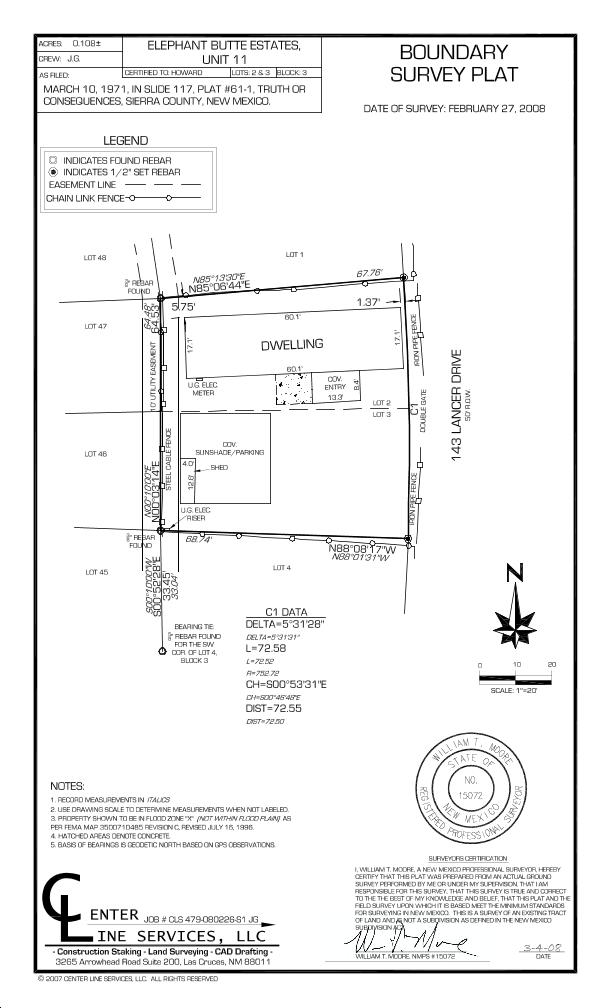 ACRES: 0.108±
CREW: J.G.
AS FILED:
ELEPHANT BUTTE ESTATES,
UNIT 11
CERTIFIED TO: HOWARD
LOTS: 2 & 3
BLOCK: 3
MARCH 10, 1971, IN SLIDE 117, PLAT #61-1, TRUTH OR
CONSEQUENCES, SIERRA COUNTY, NEW MEXICO.
BOUNDARY
SURVEY PLAT
DATE OF SURVEY: FEBRUARY 27, 2008
LEGEND
INDICATES FOUND REBAR
INDICATES 1/2" SET REBAR
EASEMENT LINE
CHAIN LINK FENCE
LOT 48
LOT 1
N85°13'30"E
N85°06'44"E
67.76'
REBAR
FOUND
5.75'
1.37'
64.48'
64.53'
LOT 47
60.1'
17.1'
DWELLING
17.1'
60.1'
IRON PIPE FENCE
10' UTILITY EASEMENT
U.G. ELEC.
METER
COV.
ENTRY
8.4'
13.3'
LOT 2
LOT 3
C1
DOUBLE GATE
143 LANCER DRIVE
50' R.O.W.
LOT 46
STEEL CABLE FENCE
COV.
SUNSHADE/PARKING
4.0'
SHED
12.6'
N00°10'00"E
N00°03'14"E
IRON PIPE FENCE
U.G. ELEC.
RISER
REBAR
FOUND
68.74'
N88°08'17"W
N88°01'31"W
LOT 45
LOT 4
S00°10'00"W
S00°52'28"E
33.45'
33.04'
BEARING TIE:
REBAR FOUND
FOR THE SW.
COR. OF LOT 4,
BLOCK 3
C1 DATA
DELTA=5°31'28"
DELTA=5°31'31"
L=72.58
L=72.52
R=752.72
CH=S00°53'31"E
CH=S00°46'48"E
DIST=72.55
DIST=72.50
N
0 10 20
SCALE: 1"=20'
WILLIAM T. MOORE
STATE OF
NO.
15072
NEW MEXICO
REGISTERED PROFESSIONAL SURVEYOR
NOTES:
1. RECORD MEASUREMENTS IN ITALICS
2. USE DRAWING SCALE TO DETERMINE MEASUREMENTS WHEN NOT LABELED.
3. PROPERTY SHOWN TO BE IN FLOOD ZONE "X" (NOT WITHIN FLOOD PLAIN) AS
PER FEMA MAP 3500710485 REVISION C, REVISED JULY 16, 1996.
4. HATCHED AREAS DENOTE CONCRETE.
5. BASIS OF BEARINGS IS GEODETIC NORTH BASED ON GPS OBSERVATIONS.
SURVEYORS CERTIFICATION
I, WILLIAM T. MOORE, A NEW MEXICO PROFESSIONAL SURVEYOR, HEREBY
CERTIFY THAT THIS PLAT WAS PREPARED FROM AN ACTUAL GROUND
SURVEY PERFORMED BY ME OR UNDER MY SUPERVISION, THAT I AM
RESPONSIBLE FOR THIS SURVEY, THAT THIS SURVEY IS TRUE AND CORRECT
TO THE THE BEST OF MY KNOWLEDGE AND BELIEF, THAT THIS PLAT AND THE
FIELD SURVEY UPON WHICH IT IS BASED MEET THE MINIMUM STANDARDS
FOR SURVEYING IN NEW MEXICO. THIS IS A SURVEY OF AN EXISTING TRACT
OF LAND AND IS NOT A SUBDIVISION AS DEFINED IN THE NEW MEXICO
SUBDIVISION ACT.
3-4-08
WILLIAM T. MOORE, NMPS #15072
DATE
CENTER
JOB # CLS 479-080226-S1 JG
LINE SERVICES, LLC
- Construction Staking - Land Surveying - CAD Drafting -
3265 Arrowhead Road Suite 200, Las Cruces, NM 88011
© 2007 CENTER LINE SERVICES, LLC. ALL RIGHTS RESERVED